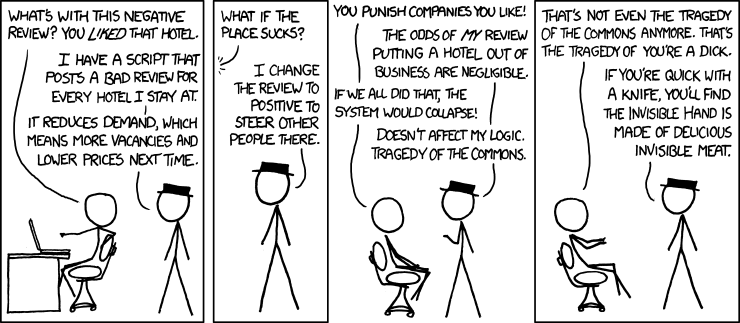 WHAT'S WITH THIS NEGATIVE
REVIEW? YOU LIKED THAT HOTEL.
I HAVE A SCRIPT THAT
POSTS A BAD REVIEW FOR
EVERY HOTEL I STAY AT.
IT REDUCES DEMAND, WHICH
MEANS MORE VACANCIES AND
LOWER PRICES NEXT TIME.
WHAT IF THE
PLACE SUCKS?
I CHANGE
THE REVIEW TO
POSITIVE TO
STEER OTHER
PEOPLE THERE.
YOU PUNISH COMPANIES YOU LIKE!
THE ODDS OF MY REVIEW
PUTTING A HOTEL OUT OF
BUSINESS ARE NEGLIGIBLE.
IF WE ALL DID THAT, THE
SYSTEM WOULD COLLAPSE!
DOESN'T AFFECT MY LOGIC.
TRAGEDY OF THE COMMONS.
THAT'S NOT EVEN THE TRAGEDY
OF THE COMMONS ANYMORE. THAT'S
THE TRAGEDY OF YOU'RE A DICK.
IF YOU'RE QUICK WITH
A KNIFE, YOU'LL FIND
THE INVISIBLE HAND IS
MADE OF DELICIOUS
INVISIBLE MEAT.